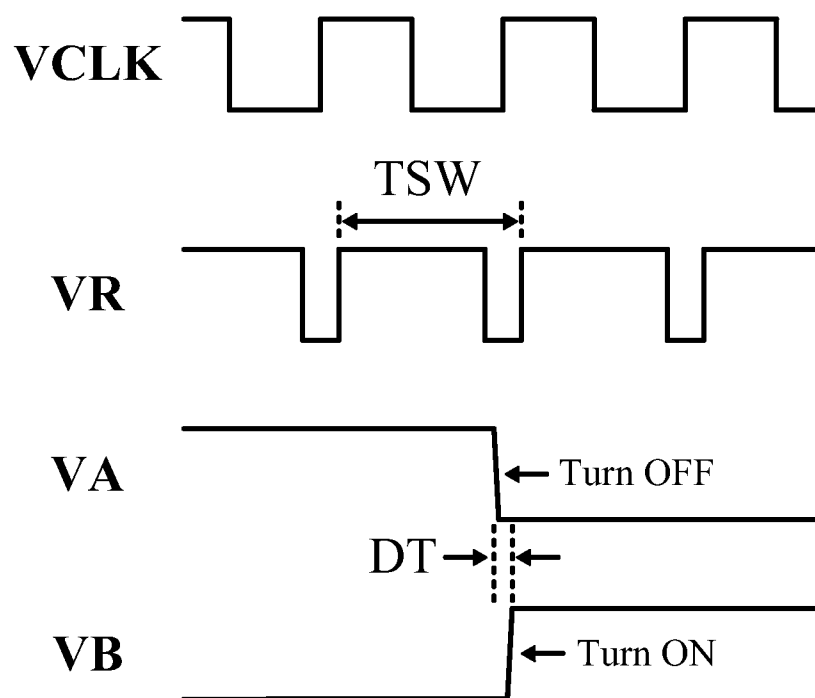 VCLK
TSW
VR
VA
Turn OFF
DT
VB
Turn ON